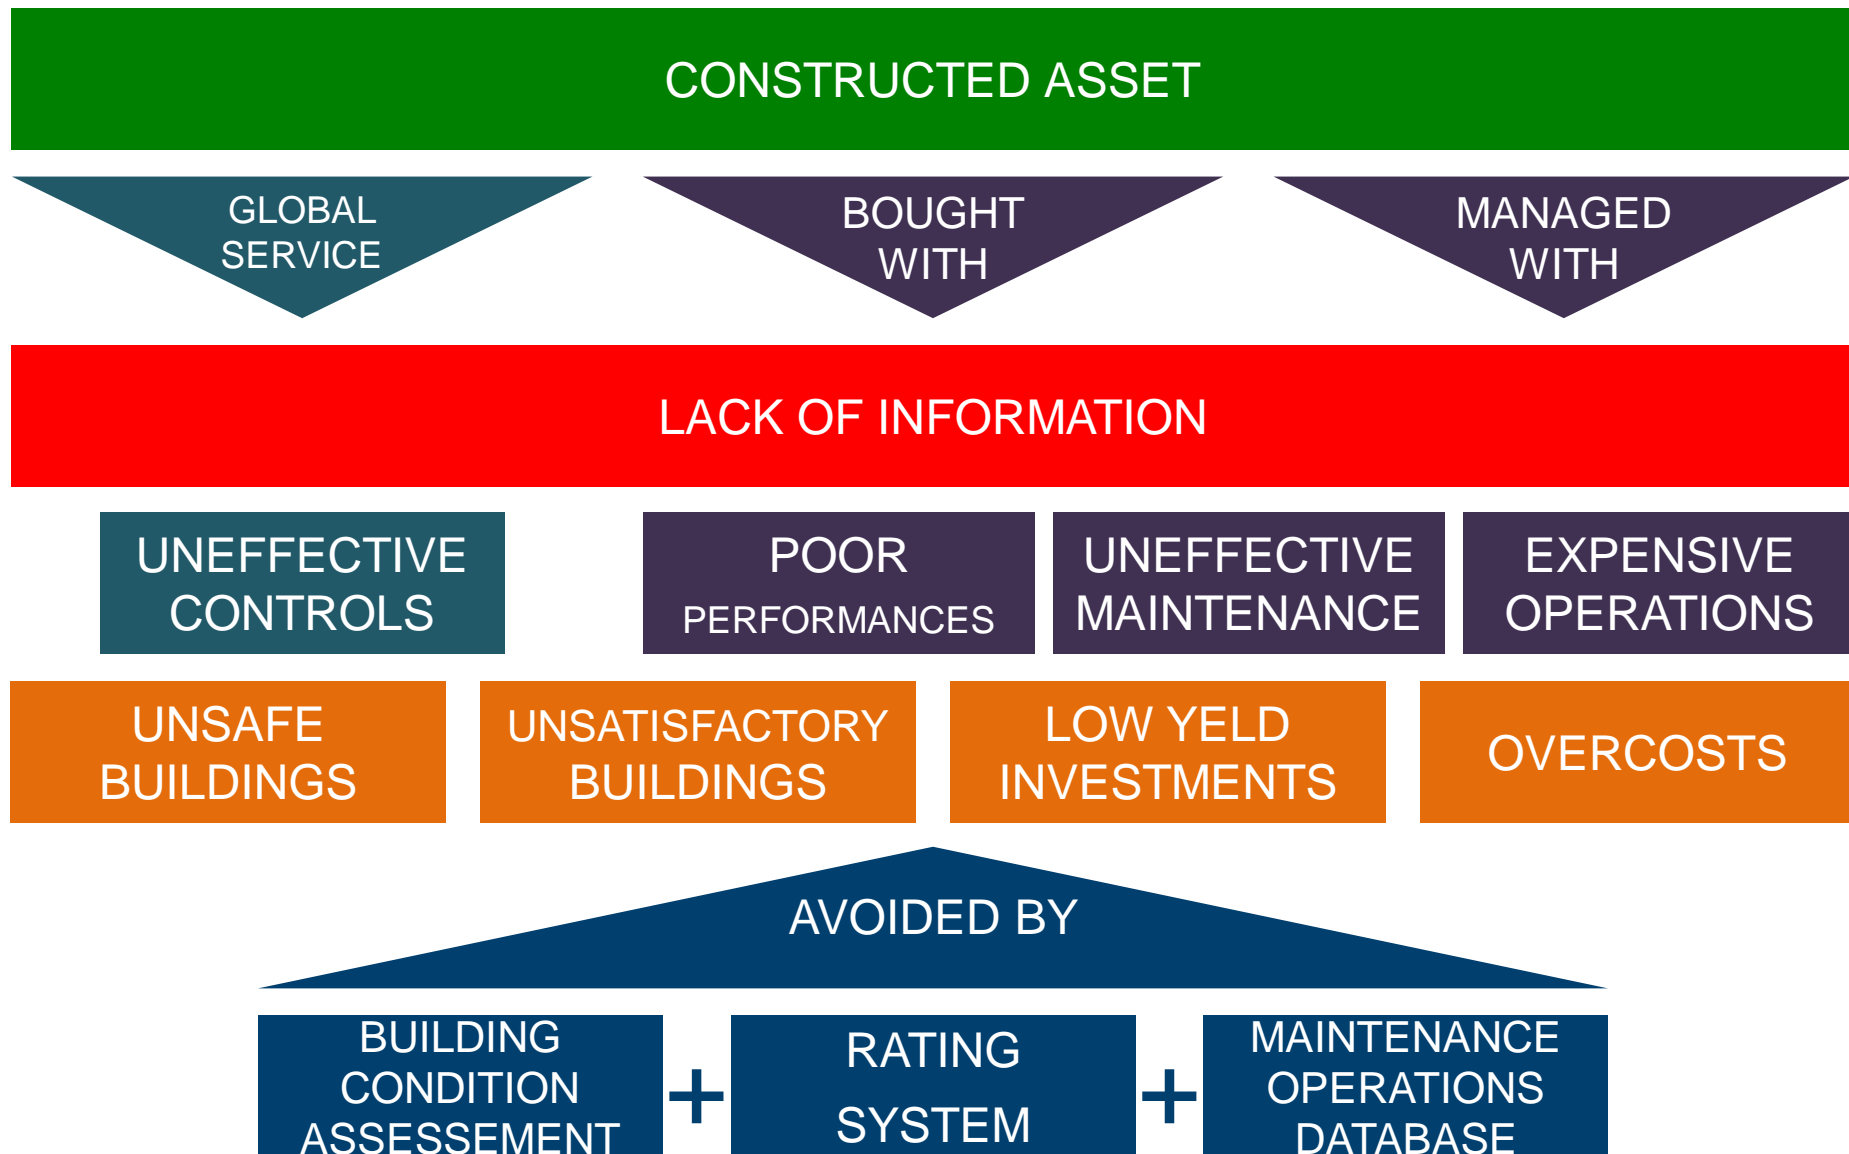 CONSTRUCTED ASSET
GLOBAL
SERVICE
BOUGHT
WITH
MANAGED
WITH
LACK OF INFORMATION
UNEFFECTIVE
CONTROLS
POOR
PERFORMANCES
UNEFFECTIVE
MAINTENANCE
EXPENSIVE
OPERATIONS
UNSAFE
BUILDINGS
UNSATISFACTORY
BUILDINGS
LOW YELD
INVESTMENTS
OVERCOSTS
AVOIDED BY
BUILDING
CONDITION
ASSESSEMENT
+
RATING
SYSTEM
+
MAINTENANCE
OPERATIONS
DATABASE